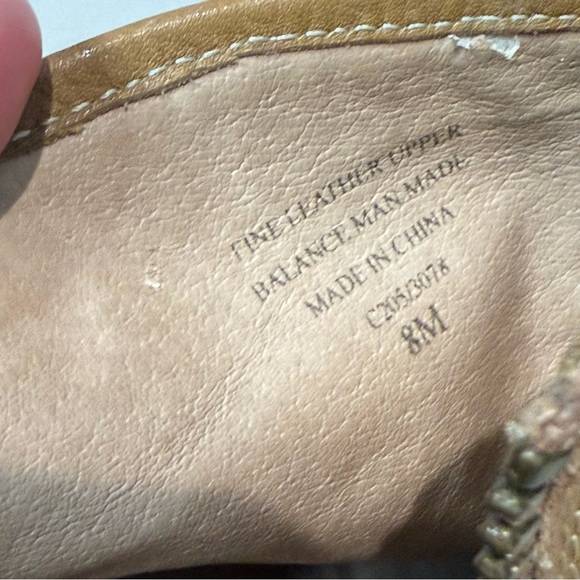 FINE LEATHER UPPER
BALANCE MAN MADE
MADE IN CHINA
C205/3078
8M